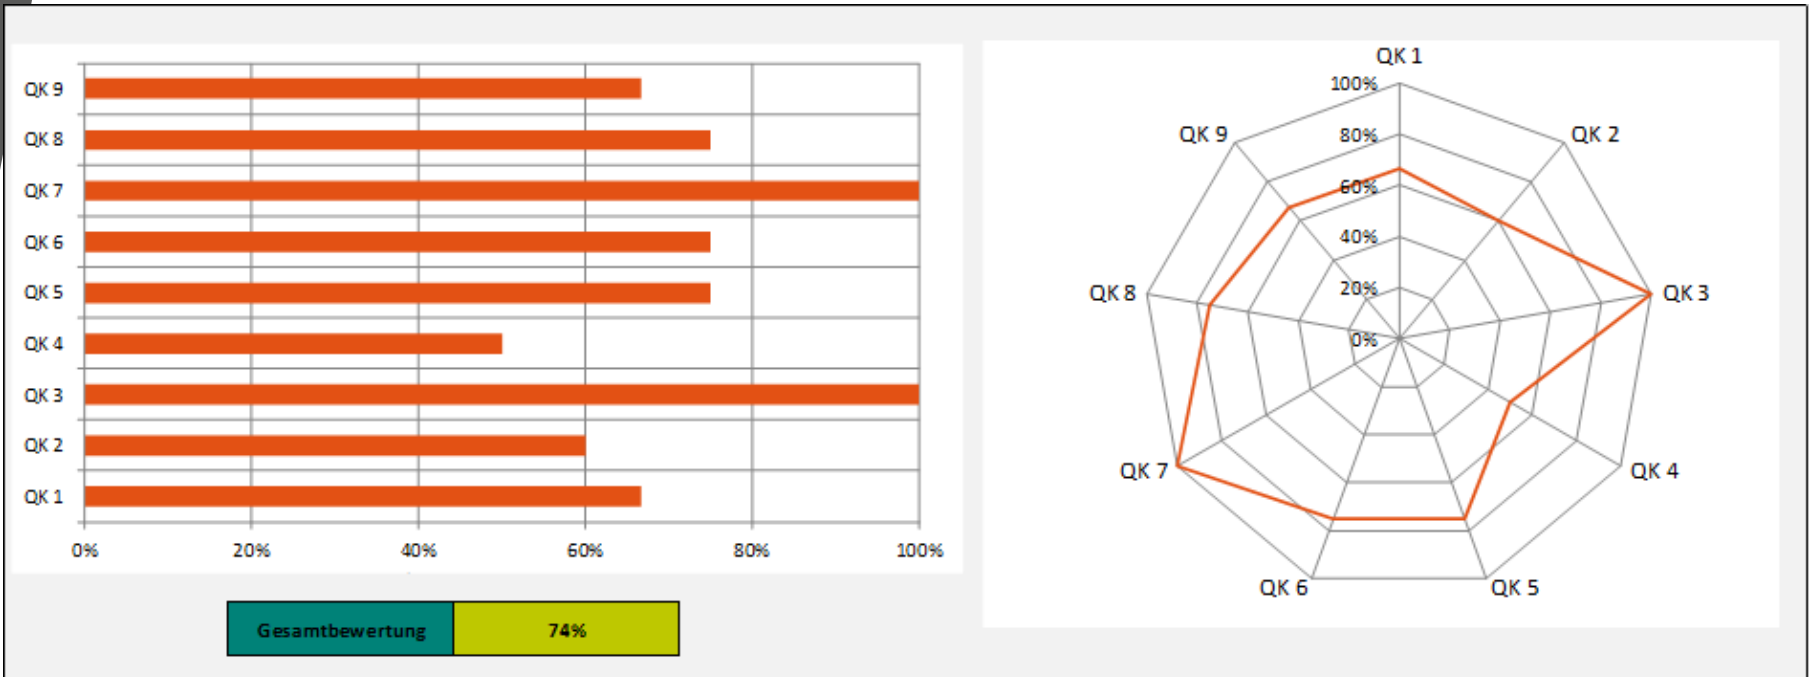 QK 9
QK 8
QK 7
QK 6
QK 5
QK 4
QK 3
QK 2
QK 1
0% 20% 40% 60% 80% 100%
Gesamtbewertung 74%
QK 1
100%
QK 9 80% QK 2
60%
40%
QK 8 20% QK 3
0%
QK 7 QK 4
QK 6 QK 5